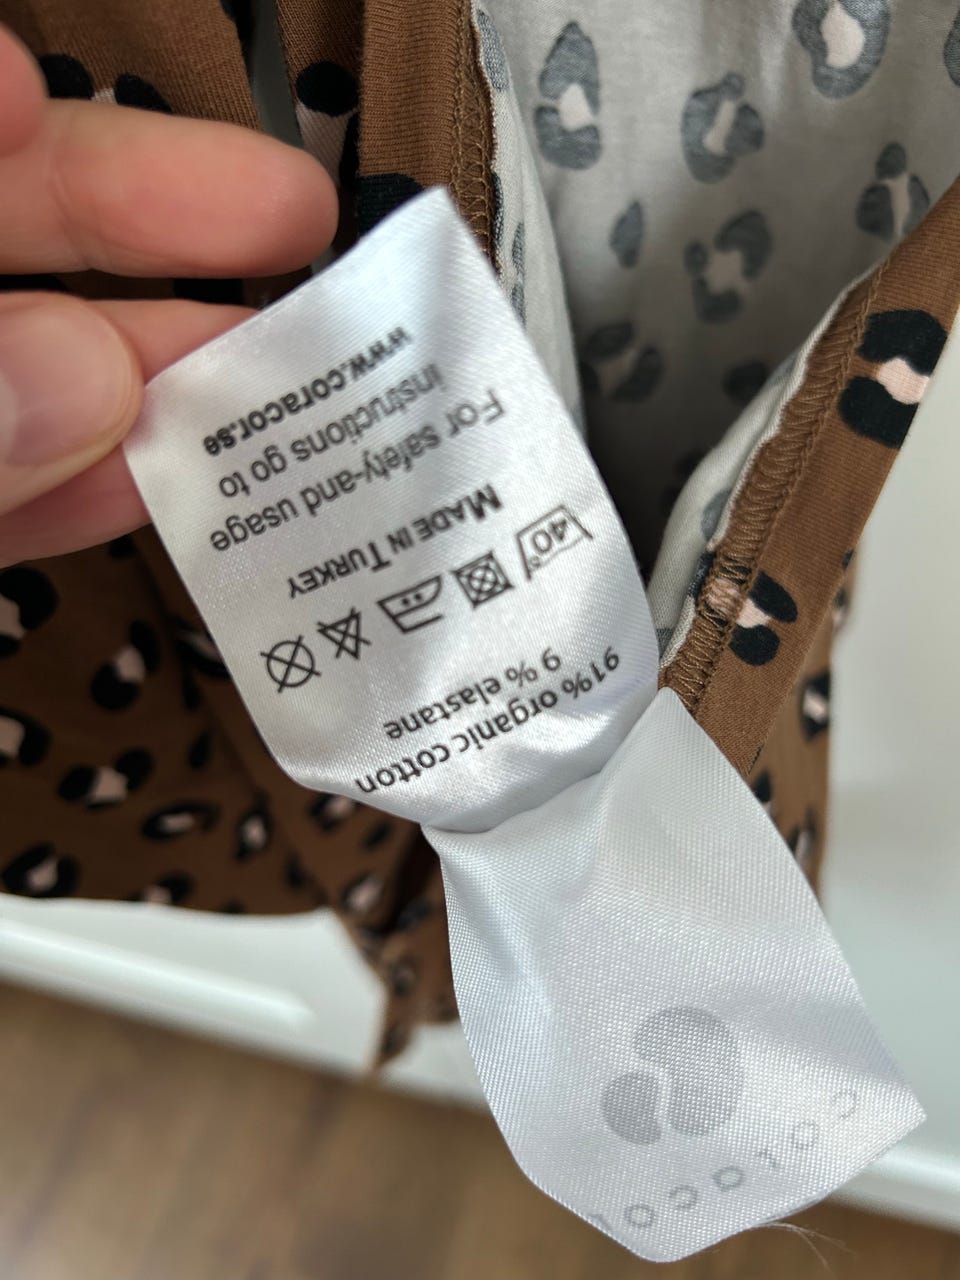 91% organic cotton
9 % elastane
40°
MADE IN TURKEY
For safety-and usage
instructions go to
www.coracor.se